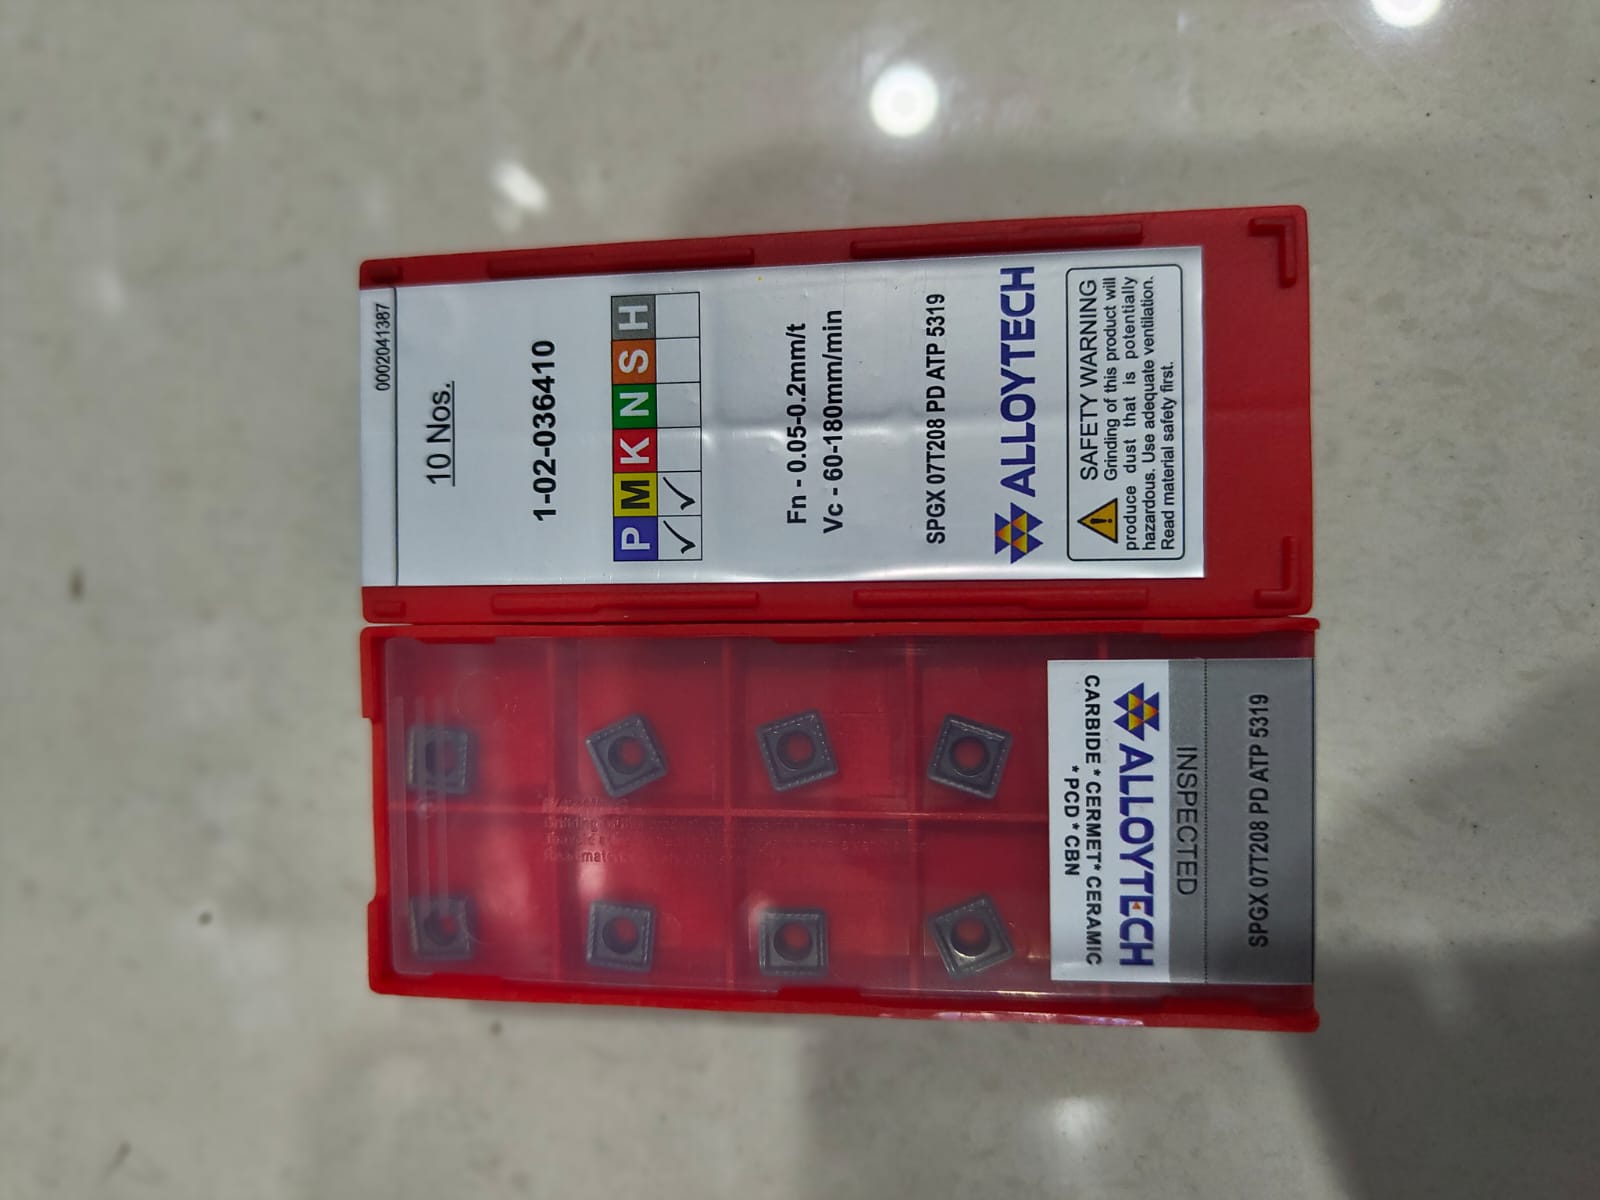 0002041387
10 Nos.
1-02-036410
P M K N S H
✓ ✓
Fn - 0.05-0.2mm/t
Vc - 60-180mm/min
SPGX 07T208 PD ATP 5319
ALLOYTECH
SAFETY WARNING
Grinding of this product will
produce dust that is potentially
hazardous. Use adequate ventilation.
Read material safety first.
ALLOYTECH
CARBIDE * CERMET* CERAMIC
* PCD * CBN
INSPECTED
SPGX 07T208 PD ATP 5319